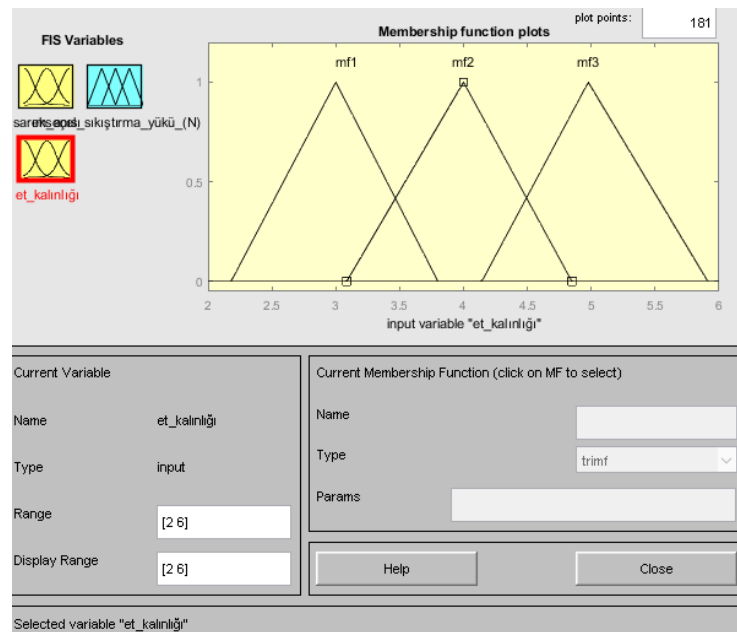 plot points: 181
FIS Variables
Membership function plots
mf1 mf2 mf3
1
et_kalınlığı
0.5
0
2 2.5 3 3.5 4 4.5 5 5.5 6
input variable "et_kalınlığı"
Current Variable
Name et_kalınlığı
Type input
Range [2 6]
Display Range [2 6]
Current Membership Function (click on MF to select)
Name
Type trimf
Params
Help Close
Selected variable "et_kalınlığı"